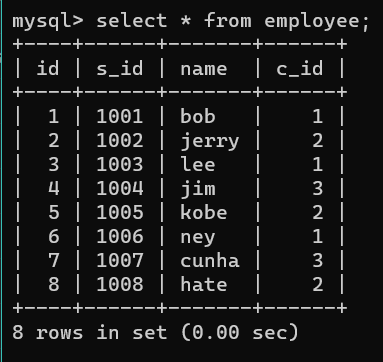 mysql> select * from employee;
+----+------+-------+------+
| id | s_id | name  | c_id |
+----+------+-------+------+
|  1 | 1001 | bob   |    1 |
|  2 | 1002 | jerry |    2 |
|  3 | 1003 | lee   |    1 |
|  4 | 1004 | jim   |    3 |
|  5 | 1005 | kobe  |    2 |
|  6 | 1006 | ney   |    1 |
|  7 | 1007 | cunha |    3 |
|  8 | 1008 | hate  |    2 |
+----+------+-------+------+
8 rows in set (0.00 sec)